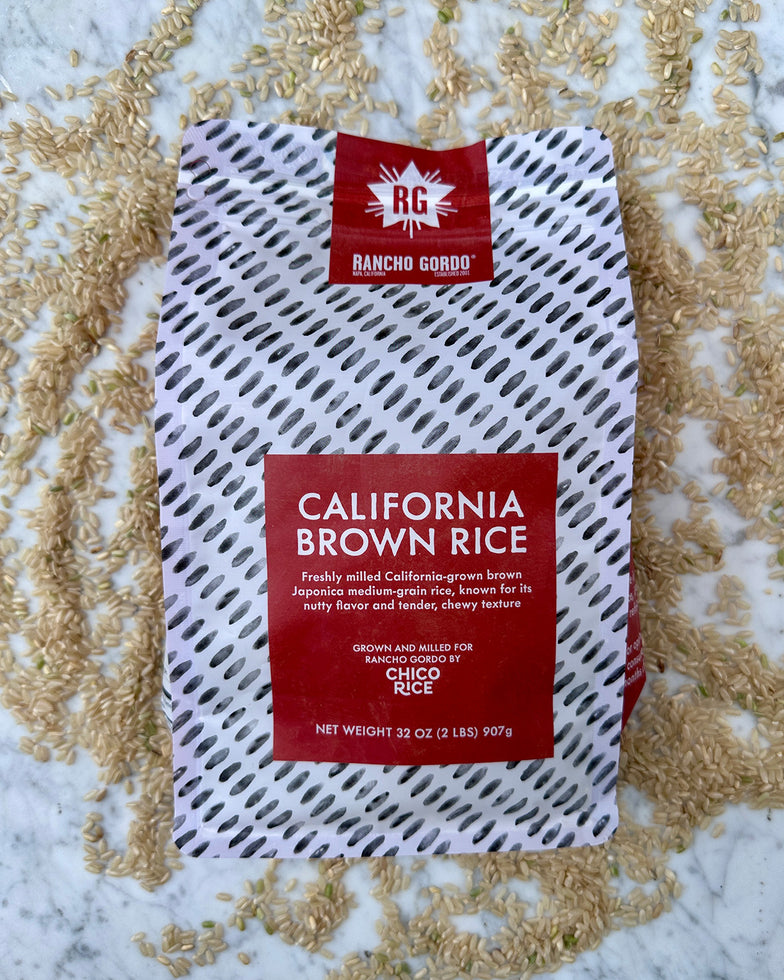 RG
RANCHO GORDO®
NAPA, CALIFORNIA ESTABLISHED 2001
CALIFORNIA
BROWN RICE
Freshly milled California-grown brown
Japonica medium-grain rice, known for its
nutty flavor and tender, chewy texture
GROWN AND MILLED FOR
RANCHO GORDO BY
CHICO
RICE
NET WEIGHT 32 OZ (2 LBS) 907g